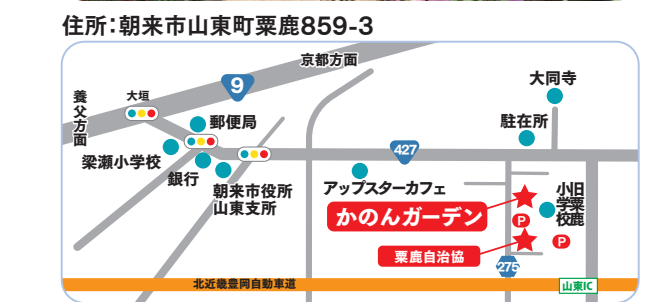 住所：朝来市山東町粟鹿859-3
京都方面
9
養父方面
大垣
郵便局
梁瀬小学校
銀行
朝来市役所
山東支所
大同寺
駐在所
427
アップスターカフェ
かのんガーデン
P
旧粟鹿
小学校
P
粟鹿自治協
275
北近畿豊岡自動車道
山東IC